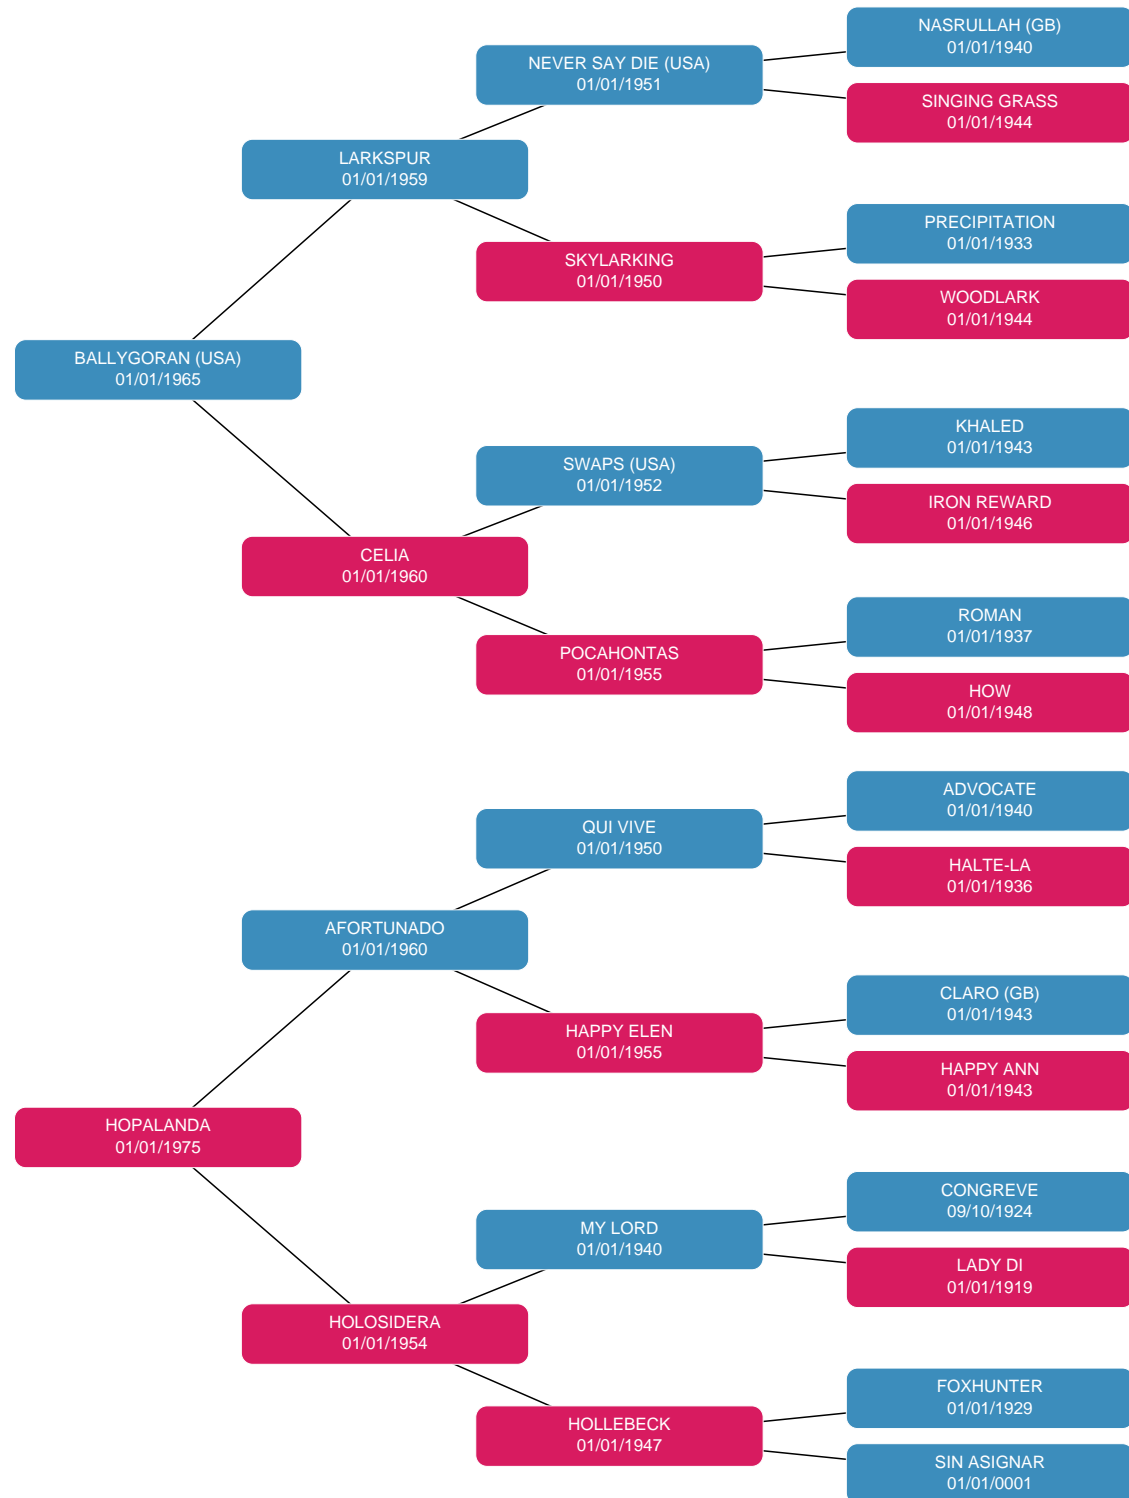 NASRULLAH (GB)
01/01/1940
NEVER SAY DIE (USA)
01/01/1951
SINGING GRASS
01/01/1944
LARKSPUR
01/01/1959
PRECIPITATION
01/01/1933
SKYLARKING
01/01/1950
WOODLARK
01/01/1944
BALLYGORAN (USA)
01/01/1965
KHALED
01/01/1943
SWAPS (USA)
01/01/1952
IRON REWARD
01/01/1946
CELIA
01/01/1960
ROMAN
01/01/1937
POCAHONTAS
01/01/1955
HOW
01/01/1948
ADVOCATE
01/01/1940
QUI VIVE
01/01/1950
HALTE-LA
01/01/1936
AFORTUNADO
01/01/1960
CLARO (GB)
01/01/1943
HAPPY ELEN
01/01/1955
HAPPY ANN
01/01/1943
HOPALANDA
01/01/1975
CONGREVE
09/10/1924
MY LORD
01/01/1940
LADY DI
01/01/1919
HOLOSIDERA
01/01/1954
FOXHUNTER
01/01/1929
HOLLEBECK
01/01/1947
SIN ASIGNAR
01/01/0001